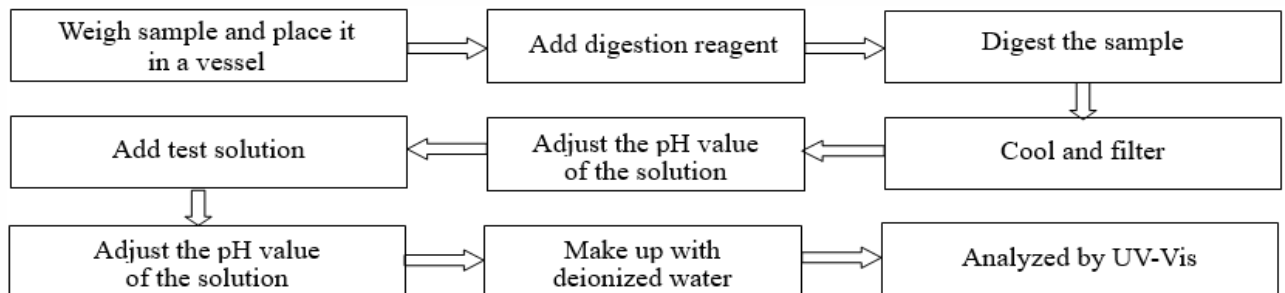 Weigh sample and place it
in a vessel
Add digestion reagent
Digest the sample
Cool and filter
Adjust the pH value
of the solution
Add test solution
Adjust the pH value
of the solution
Make up with
deionized water
Analyzed by UV-Vis